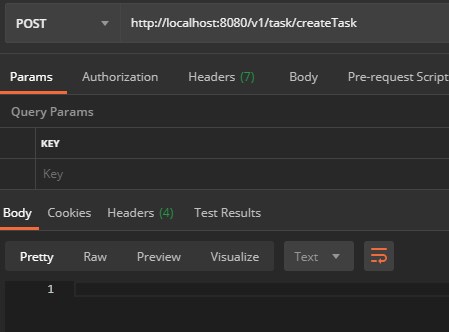 POST http://localhost:8080/v1/task/createTask
Params Authorization Headers (7) Body Pre-request Script
Query Params
KEY
Key
Body Cookies Headers (4) Test Results
Pretty Raw Preview Visualize Text
1